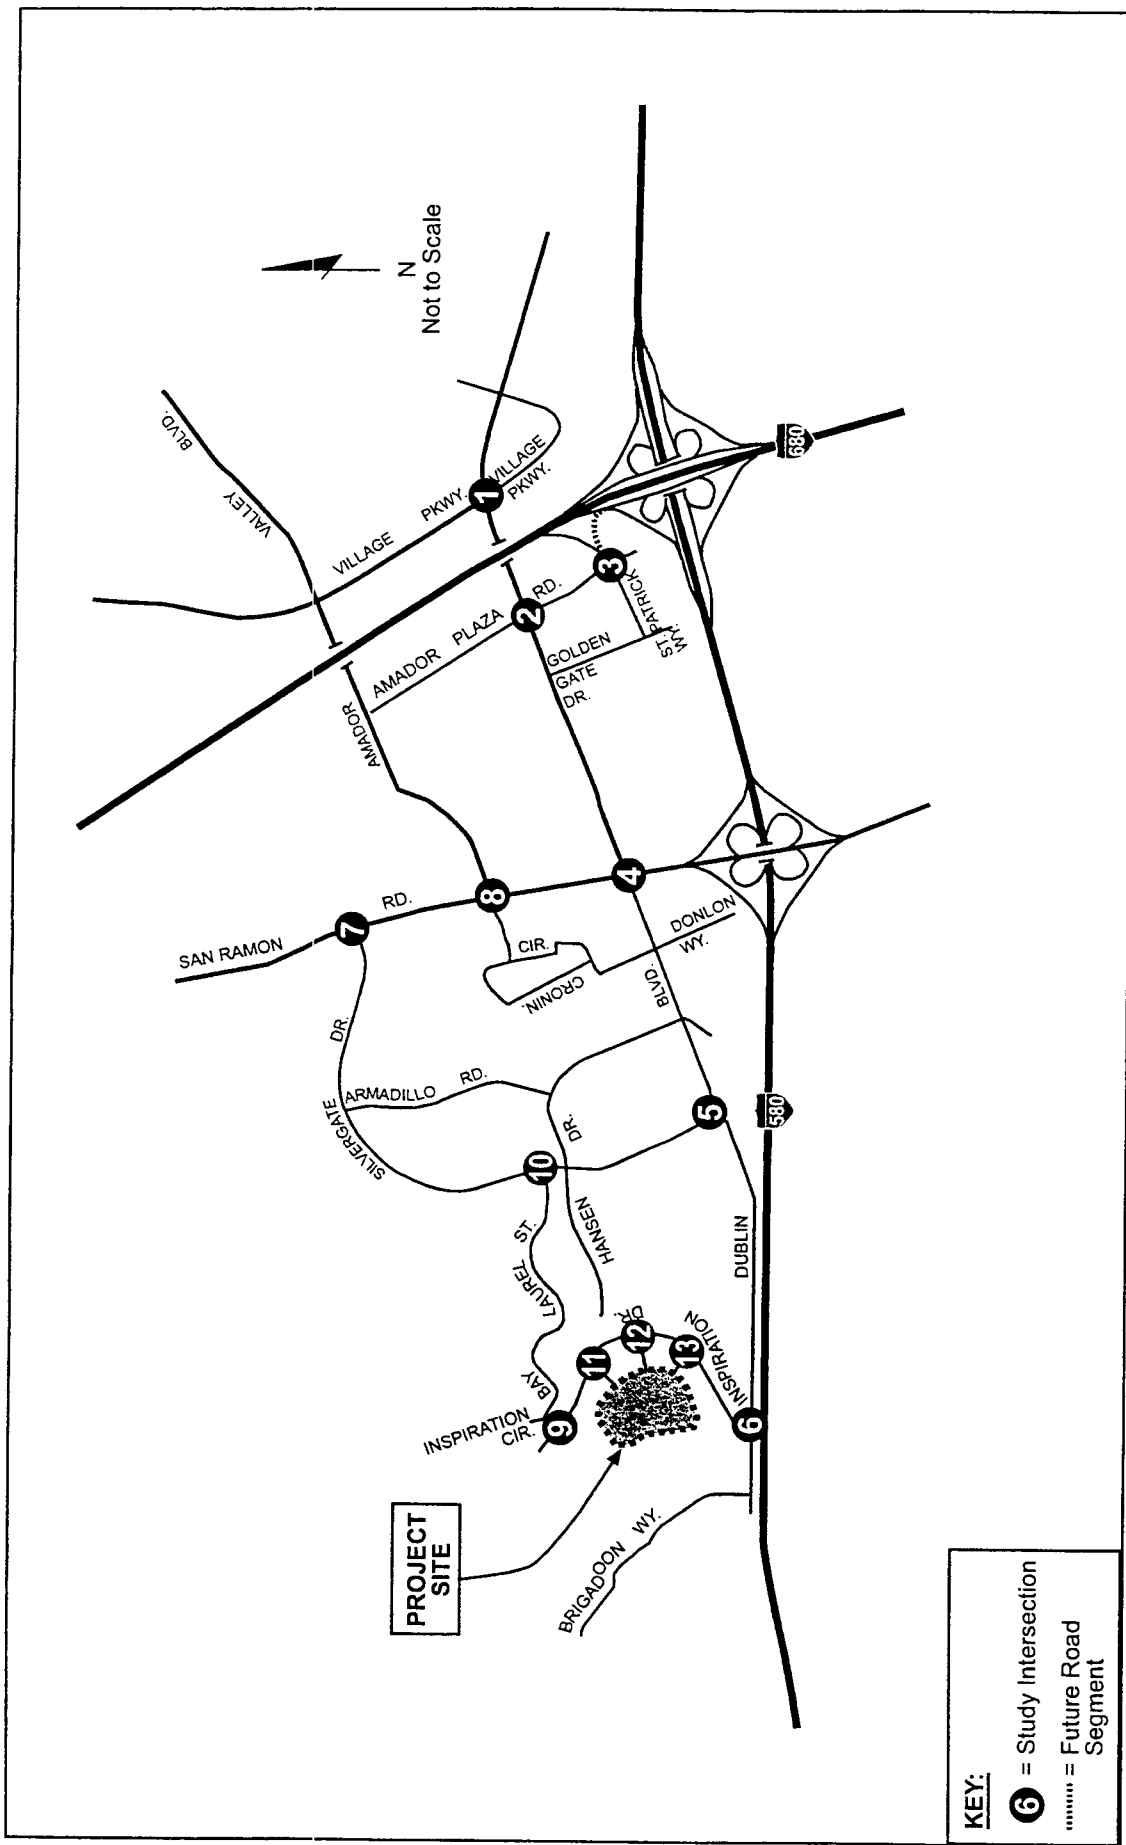 N
Not to Scale
BLVD.
VALLEY
AMADOR
VILLAGE
PKWY.
VILLAGE
PKWY.
1
AMADOR
PLAZA
RD.
2
3
GOLDEN
GATE
DR.
ST. PATRICK
WY.
680
SAN RAMON
RD.
7
8
4
CIR.
CRONIN.
DONLON
WY.
BLVD.
DR.
SILVERGATE
ARMADILLO
RD.
DR.
HANSEN
10
5
580
DUBLIN
BAY
LAUREL
ST.
INSPIRATION
CIR.
9
11
12
13
DR.
INSPIRATION
6
BRIGADOON
WY.
PROJECT
SITE
KEY:
6 = Study Intersection
= Future Road
Segment